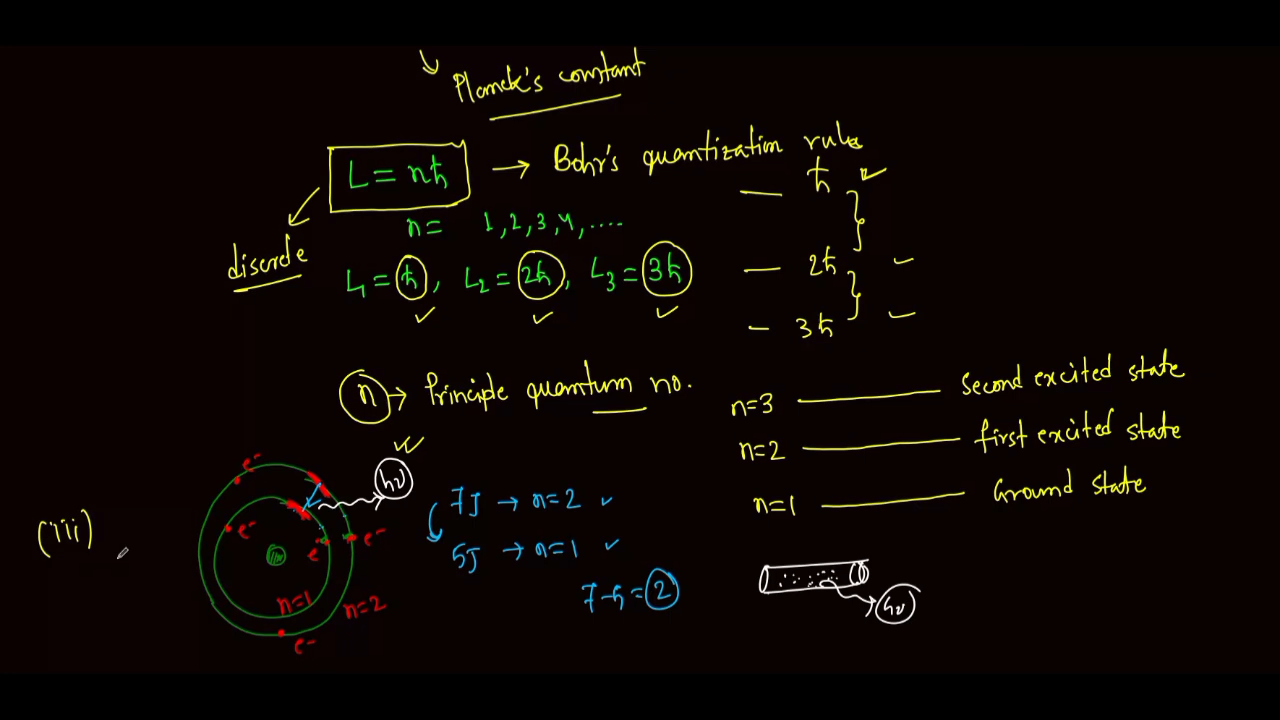 Planck's constant
L = nħ → Bohr's quantization rule
ħ
n = 1, 2, 3, 4, ....
discrete
L₁ = ħ, L₂ = 2ħ, L₃ = 3ħ
2ħ
3ħ
n → Principle quantum no.
n=3 second excited state
n=2 first excited state
n=1 Ground state
(iii)
e-
hν
e-
e-
e-
n=1
n=2
e-
7J → n=2
5J → n=1
7-5=2
hν